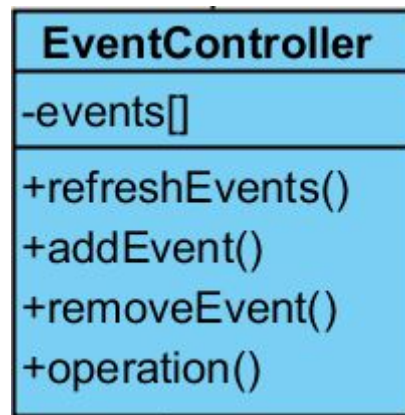 EventController
-events[]
+refreshEvents()
+addEvent()
+removeEvent()
+operation()